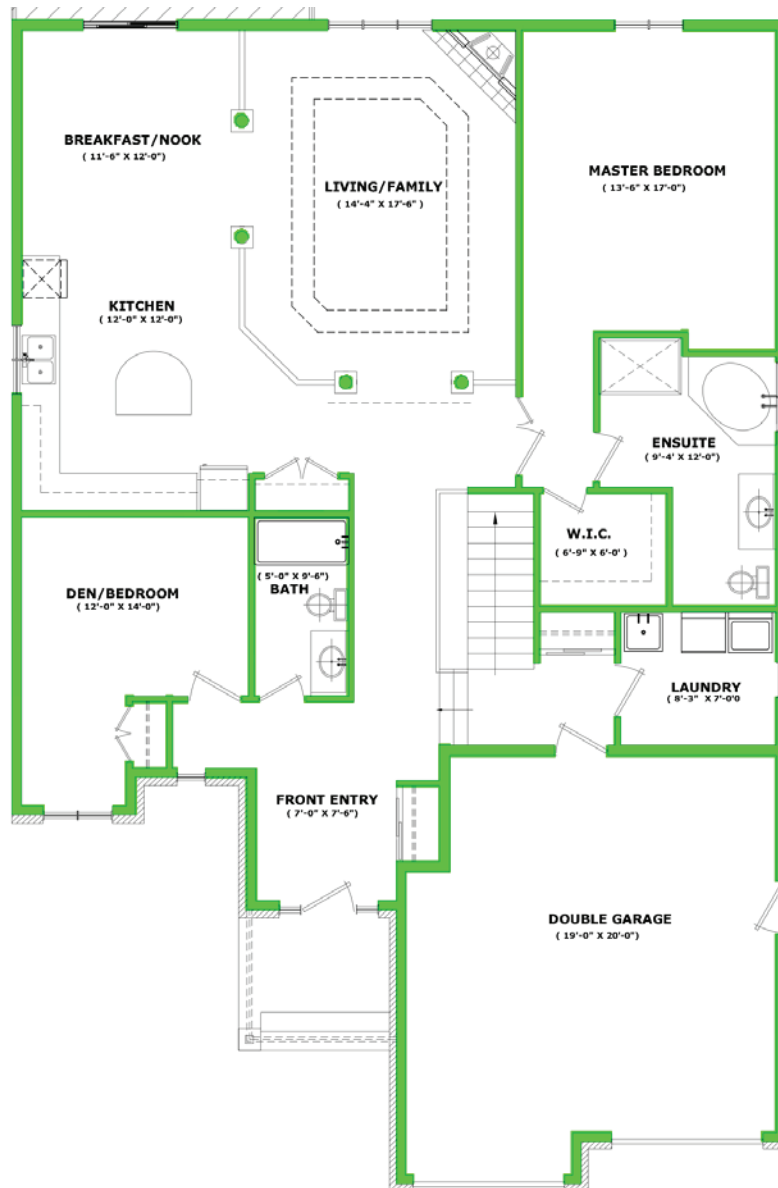 BREAKFAST/NOOK
( 11'-6" X 12'-0")
LIVING/FAMILY
( 14'-4" X 17'-6" )
MASTER BEDROOM
( 13'-6" X 17'-0")
KITCHEN
( 12'-0" X 12'-0")
ENSUITE
( 9'-4' X 12'-0")
W.I.C.
( 6'-9" X 6'-0' )
DEN/BEDROOM
( 12'-0" X 14'-0")
( 5'-0" X 9'-6")
BATH
LAUNDRY
( 8'-3" X 7'-0'0
FRONT ENTRY
( 7'-0" X 7'-6")
DOUBLE GARAGE
( 19'-0" X 20'-0")